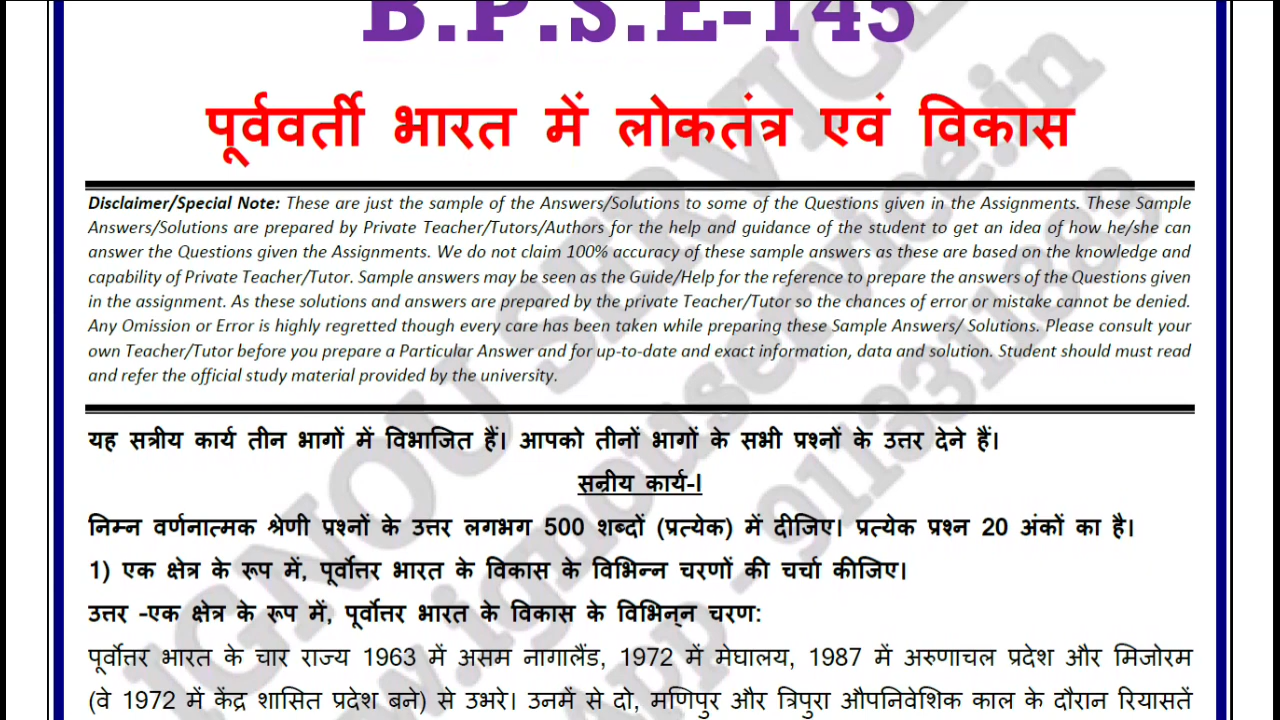 B.P.S.E-145
पूर्ववर्ती भारत में लोकतंत्र एवं विकास
Disclaimer/Special Note: These are just the sample of the Answers/Solutions to some of the Questions given in the Assignments. These Sample
Answers/Solutions are prepared by Private Teacher/Tutors/Authors for the help and guidance of the student to get an idea of how he/she can
answer the Questions given the Assignments. We do not claim 100% accuracy of these sample answers as these are based on the knowledge and
capability of Private Teacher/Tutor. Sample answers may be seen as the Guide/Help for the reference to prepare the answers of the Questions given
in the assignment. As these solutions and answers are prepared by the private Teacher/Tutor so the chances of error or mistake cannot be denied.
Any Omission or Error is highly regretted though every care has been taken while preparing these Sample Answers/ Solutions. Please consult your
own Teacher/Tutor before you prepare a Particular Answer and for up-to-date and exact information, data and solution. Student should must read
and refer the official study material provided by the university.
यह सत्रीय कार्य तीन भागों में विभाजित हैं। आपको तीनों भागों के सभी प्रश्नों के उत्तर देने हैं।
सत्रीय कार्य-I
निम्न वर्णनात्मक श्रेणी प्रश्नों के उत्तर लगभग 500 शब्दों (प्रत्येक) में दीजिए। प्रत्येक प्रश्न 20 अंकों का है।
1) एक क्षेत्र के रूप में, पूर्वोत्तर भारत के विकास के विभिन्न चरणों की चर्चा कीजिए।
उत्तर -एक क्षेत्र के रूप में, पूर्वोत्तर भारत के विकास के विभिन्न चरण:
पूर्वोत्तर भारत के चार राज्य 1963 में असम नागालैंड, 1972 में मेघालय, 1987 में अरुणाचल प्रदेश और मिजोरम
(वे 1972 में केंद्र शासित प्रदेश बने) से उभरे। उनमें से दो, मणिपुर और त्रिपुरा औपनिवेशिक काल के दौरान रियासतें
IGNOU SERVICE
www.ignouservice.in
App - 9113311883